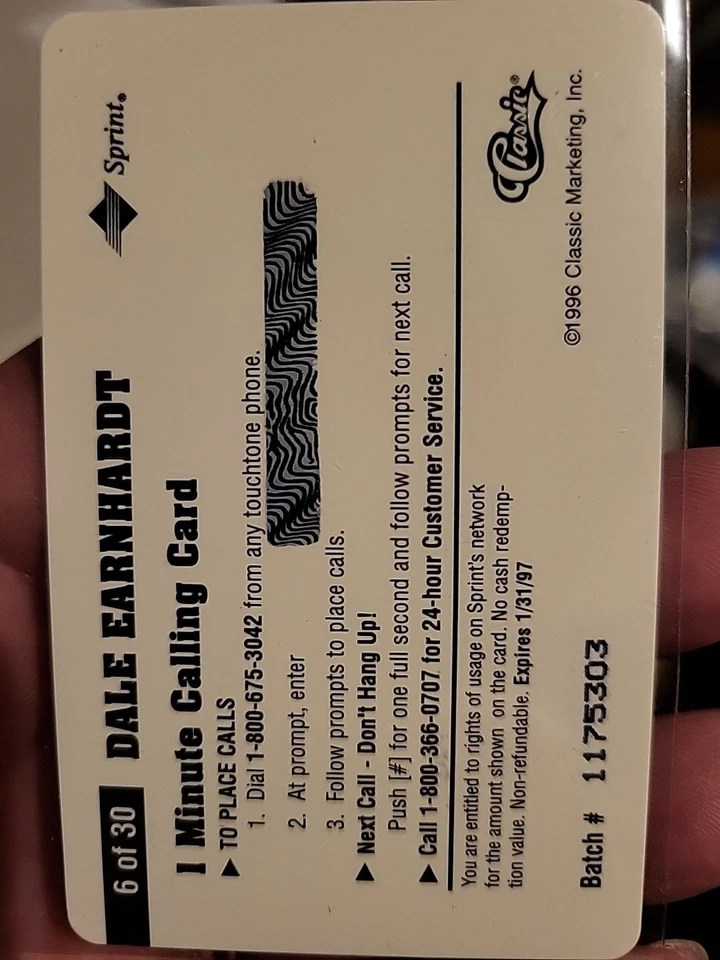 6 of 30 DALE EARNHARDT
Sprint®
1 Minute Calling Card
▶ TO PLACE CALLS
1. Dial 1-800-675-3042 from any touchtone phone.
2. At prompt, enter
3. Follow prompts to place calls.
▶ Next Call - Don't Hang Up!
Push [#] for one full second and follow prompts for next call.
▶ Call 1-800-366-0707 for 24-hour Customer Service.
You are entitled to rights of usage on Sprint's network
for the amount shown on the card. No cash redemp-
tion value. Non-refundable. Expires 1/31/97
Batch # 1175303
Classic®
©1996 Classic Marketing, Inc.